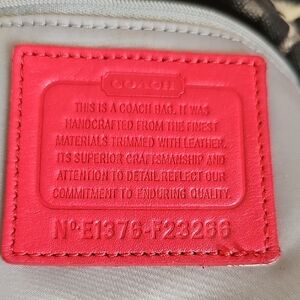 COACH
THIS IS A COACH BAG. IT WAS
HANDCRAFTED FROM THE FINEST
MATERIALS TRIMMED WITH LEATHER.
ITS SUPERIOR CRAFTSMANSHIP AND
ATTENTION TO DETAIL REFLECT OUR
COMMITMENT TO ENDURING QUALITY.
Nº E1376-F23266